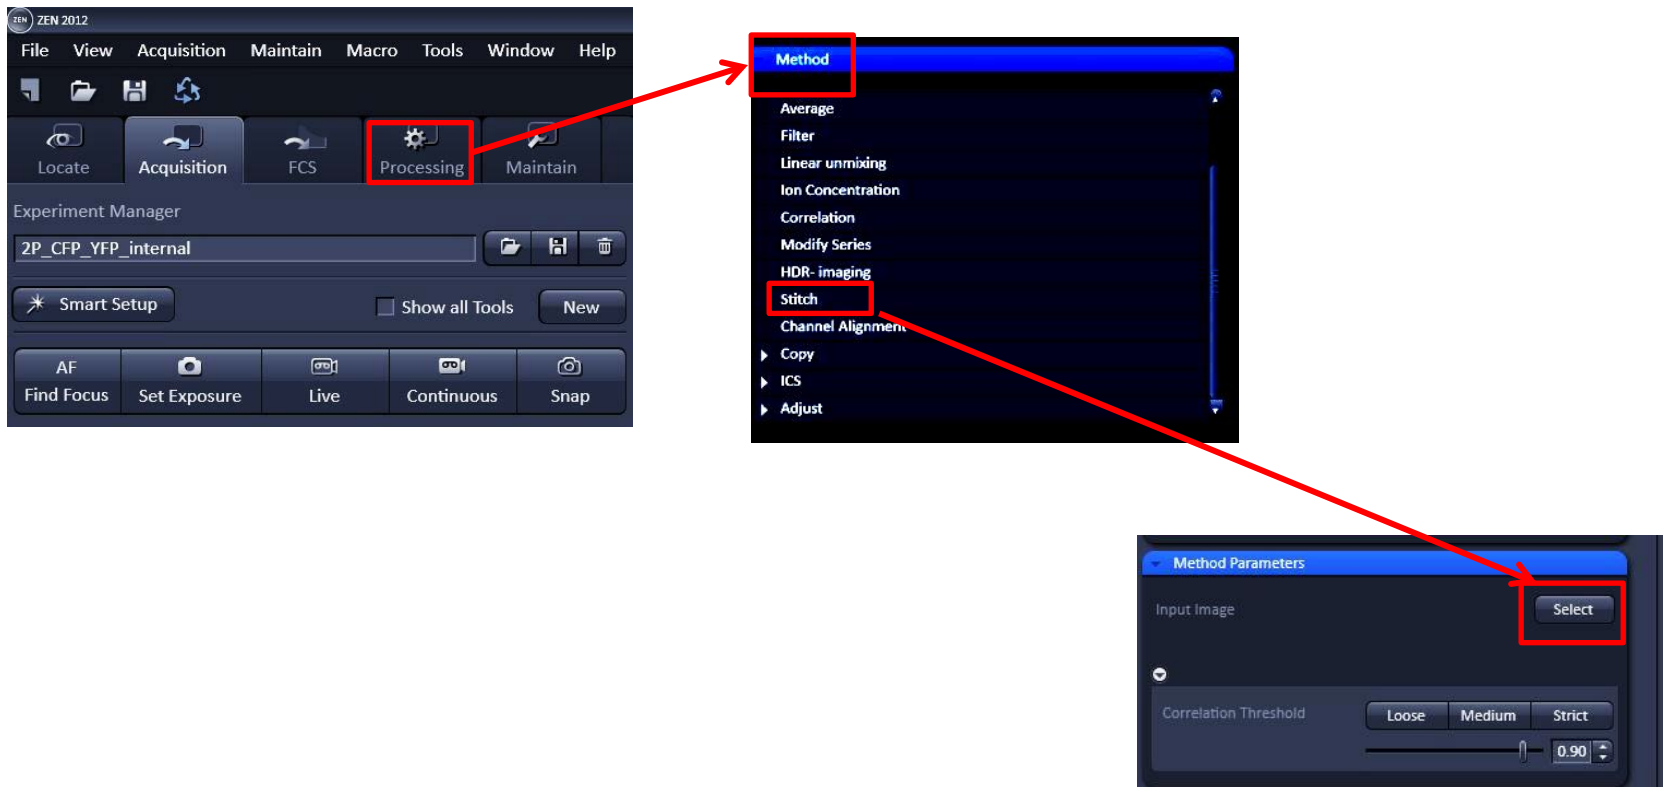 ZEN ZEN 2012
File View Acquisition Maintain Macro Tools Window Help
Locate Acquisition FCS Processing Maintain
Experiment Manager
2P_CFP_YFP_internal
Smart Setup Show all Tools New
AF
Find Focus Set Exposure Live Continuous Snap
Method
Average
Filter
Linear unmixing
Ion Concentration
Correlation
Modify Series
HDR- imaging
Stitch
Channel Alignment
Copy
ICS
Adjust
Method Parameters
Input Image Select
Correlation Threshold Loose Medium Strict
0.90